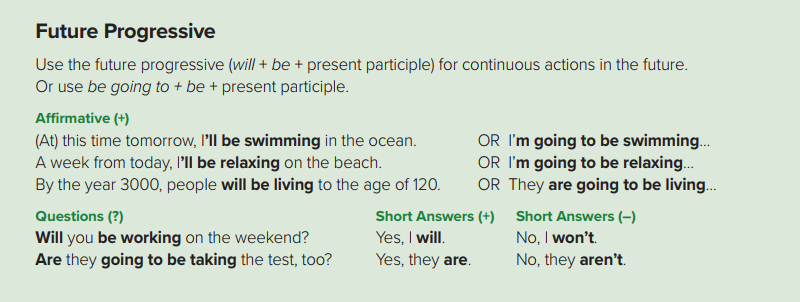 Future Progressive
Use the future progressive (will + be + present participle) for continuous actions in the future.
Or use be going to + be + present participle.
Affirmative (+)
(At) this time tomorrow, I'll be swimming in the ocean. OR I'm going to be swimming...
A week from today, I'll be relaxing on the beach. OR I'm going to be relaxing...
By the year 3000, people will be living to the age of 120. OR They are going to be living...
Questions (?) Short Answers (+) Short Answers (–)
Will you be working on the weekend? Yes, I will. No, I won't.
Are they going to be taking the test, too? Yes, they are. No, they aren't.